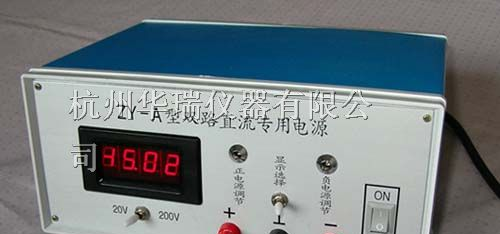 杭州华瑞仪器有限公司
ZY-A型双路直流专用电源
15.02
正电源调节
显示选择
负电源调节
ON
20V
200V
+
⊥
−